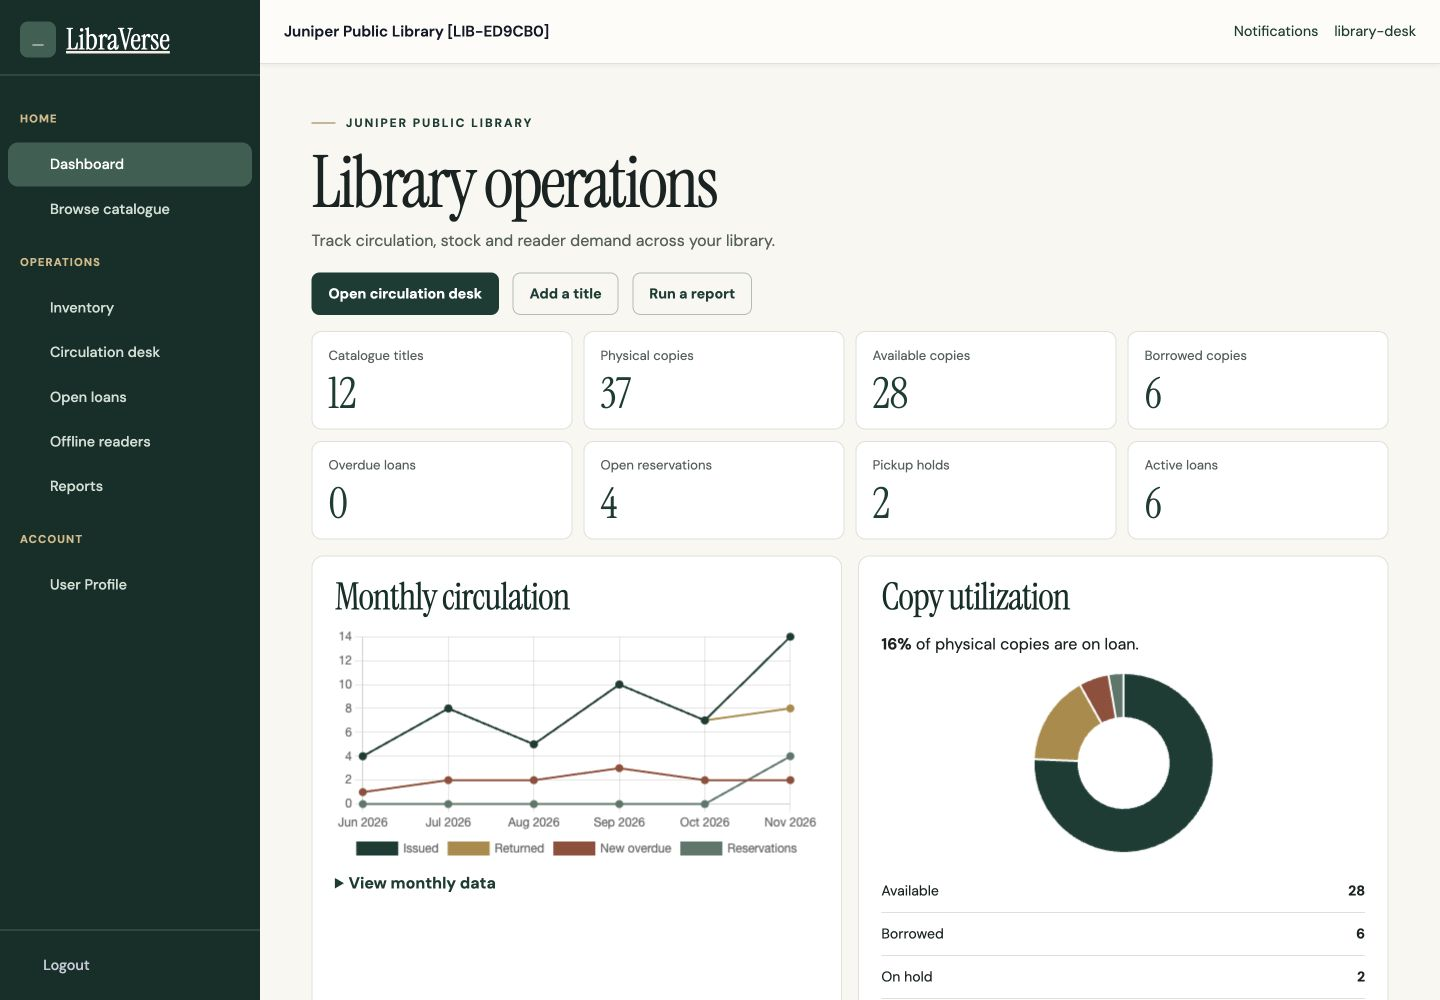 LibraVerse
HOME
Dashboard
Browse catalogue
OPERATIONS
Inventory
Circulation desk
Open loans
Offline readers
Reports
ACCOUNT
User Profile
Logout
Juniper Public Library [LIB-ED9CB0]
Notifications library-desk
JUNIPER PUBLIC LIBRARY
Library operations
Track circulation, stock and reader demand across your library.
Open circulation desk Add a title Run a report
Catalogue titles
12
Physical copies
37
Available copies
28
Borrowed copies
6
Overdue loans
0
Open reservations
4
Pickup holds
2
Active loans
6
Monthly circulation
14
12
10
8
6
4
2
0
Jun 2026 Jul 2026 Aug 2026 Sep 2026 Oct 2026 Nov 2026
Issued Returned New overdue Reservations
View monthly data
Copy utilization
16% of physical copies are on loan.
Available 28
Borrowed 6
On hold 2